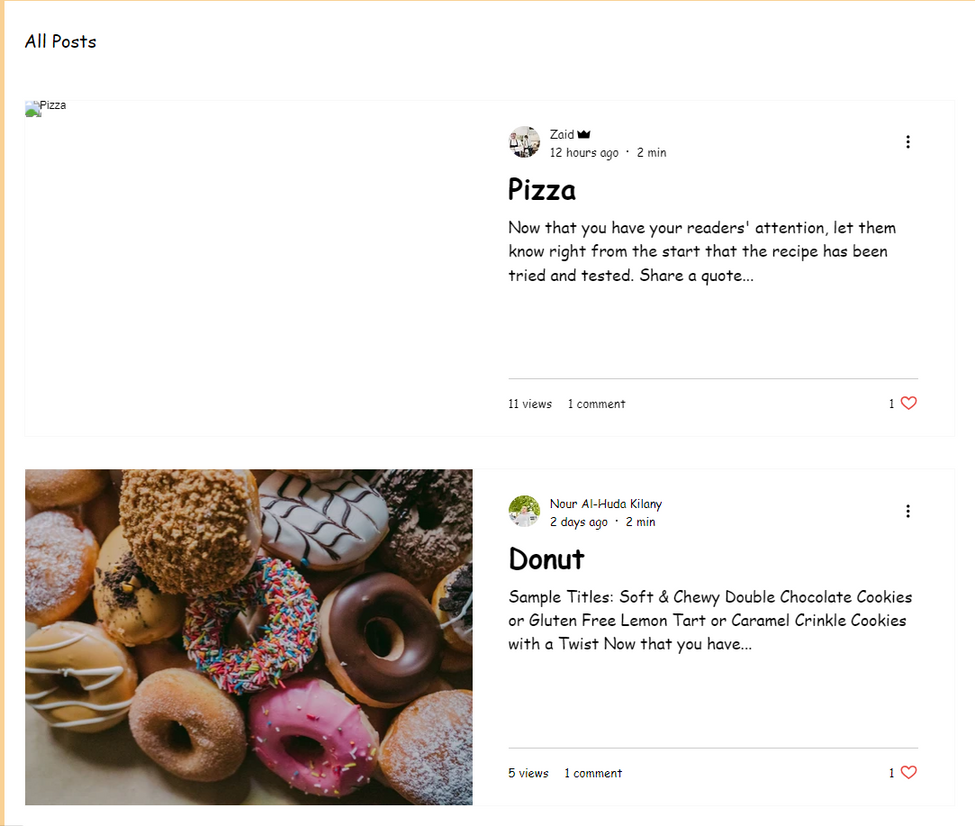 All Posts
Pizza
Zaid
12 hours ago · 2 min
Pizza
Now that you have your readers' attention, let them
know right from the start that the recipe has been
tried and tested. Share a quote...
11 views 1 comment 1
Nour Al-Huda Kilany
2 days ago · 2 min
Donut
Sample Titles: Soft & Chewy Double Chocolate Cookies
or Gluten Free Lemon Tart or Caramel Crinkle Cookies
with a Twist Now that you have...
5 views 1 comment 1